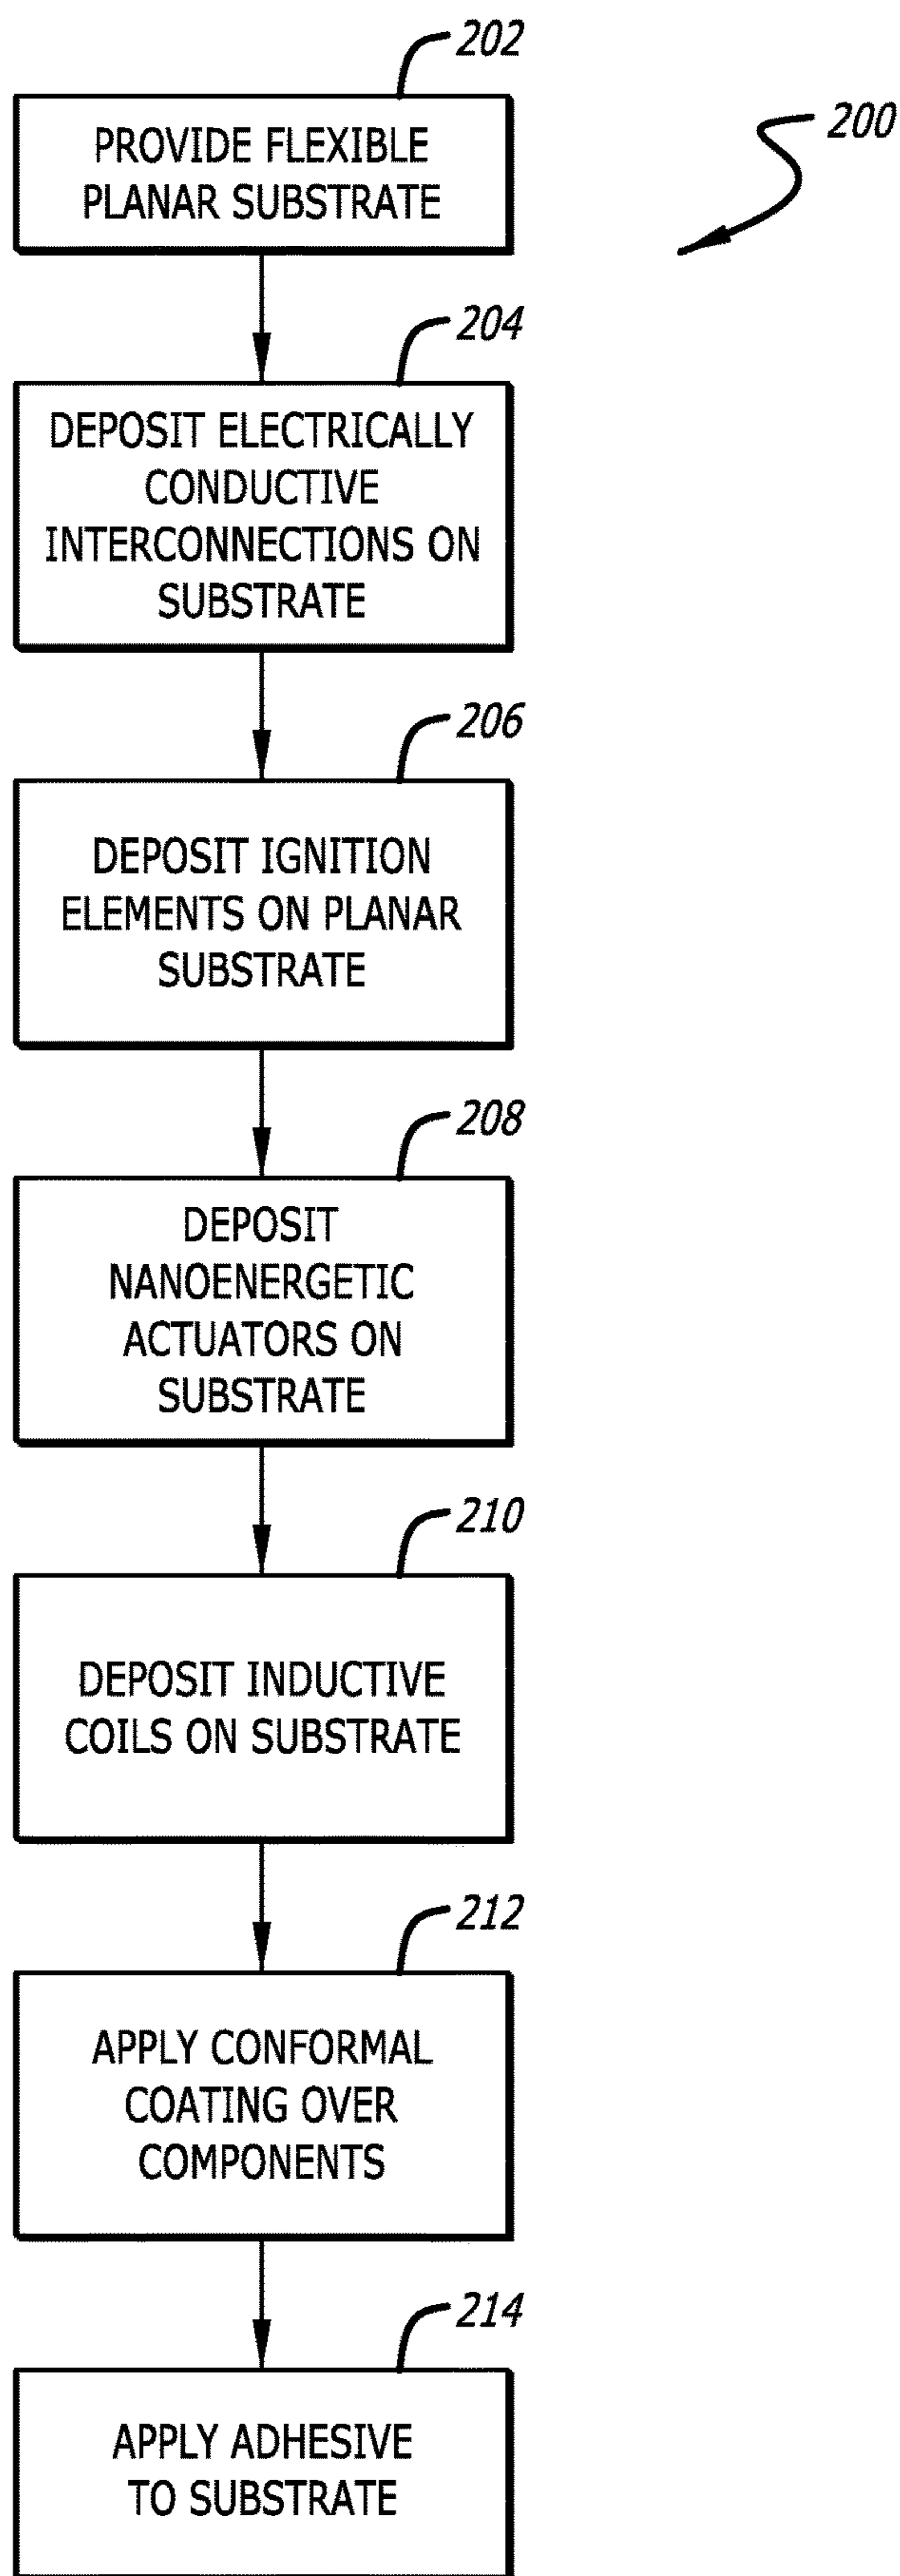 202
200
PROVIDE FLEXIBLE
PLANAR SUBSTRATE
204
DEPOSIT ELECTRICALLY
CONDUCTIVE
INTERCONNECTIONS ON
SUBSTRATE
206
DEPOSIT IGNITION
ELEMENTS ON PLANAR
SUBSTRATE
208
DEPOSIT
NANOENERGETIC
ACTUATORS ON
SUBSTRATE
210
DEPOSIT INDUCTIVE
COILS ON SUBSTRATE
212
APPLY CONFORMAL
COATING OVER
COMPONENTS
214
APPLY ADHESIVE
TO SUBSTRATE